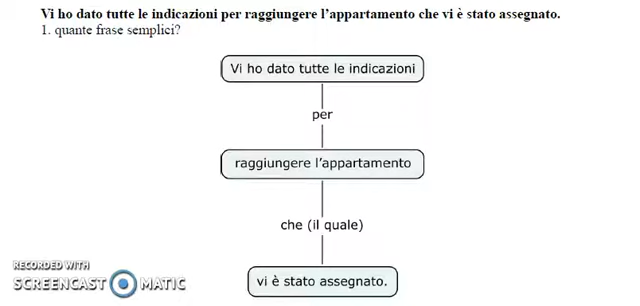 Vi ho dato tutte le indicazioni per raggiungere l'appartamento che vi è stato assegnato.
1. quante frase semplici?
Vi ho dato tutte le indicazioni
per
raggiungere l'appartamento
che (il quale)
vi è stato assegnato.
RECORDED WITH
SCREENCAST MATIC